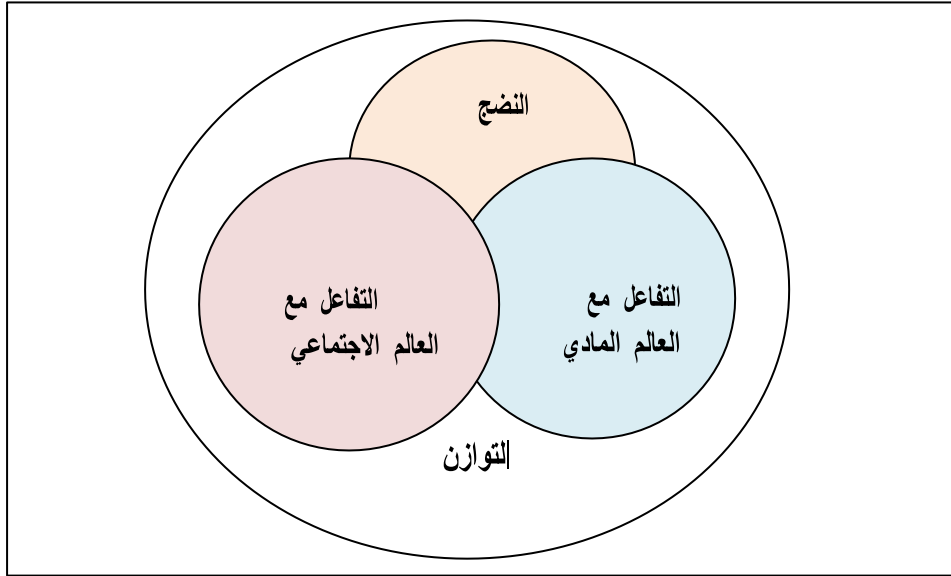 النضج
التفاعل مع
العالم المادي
التفاعل مع
العالم الاجتماعي
التوازن